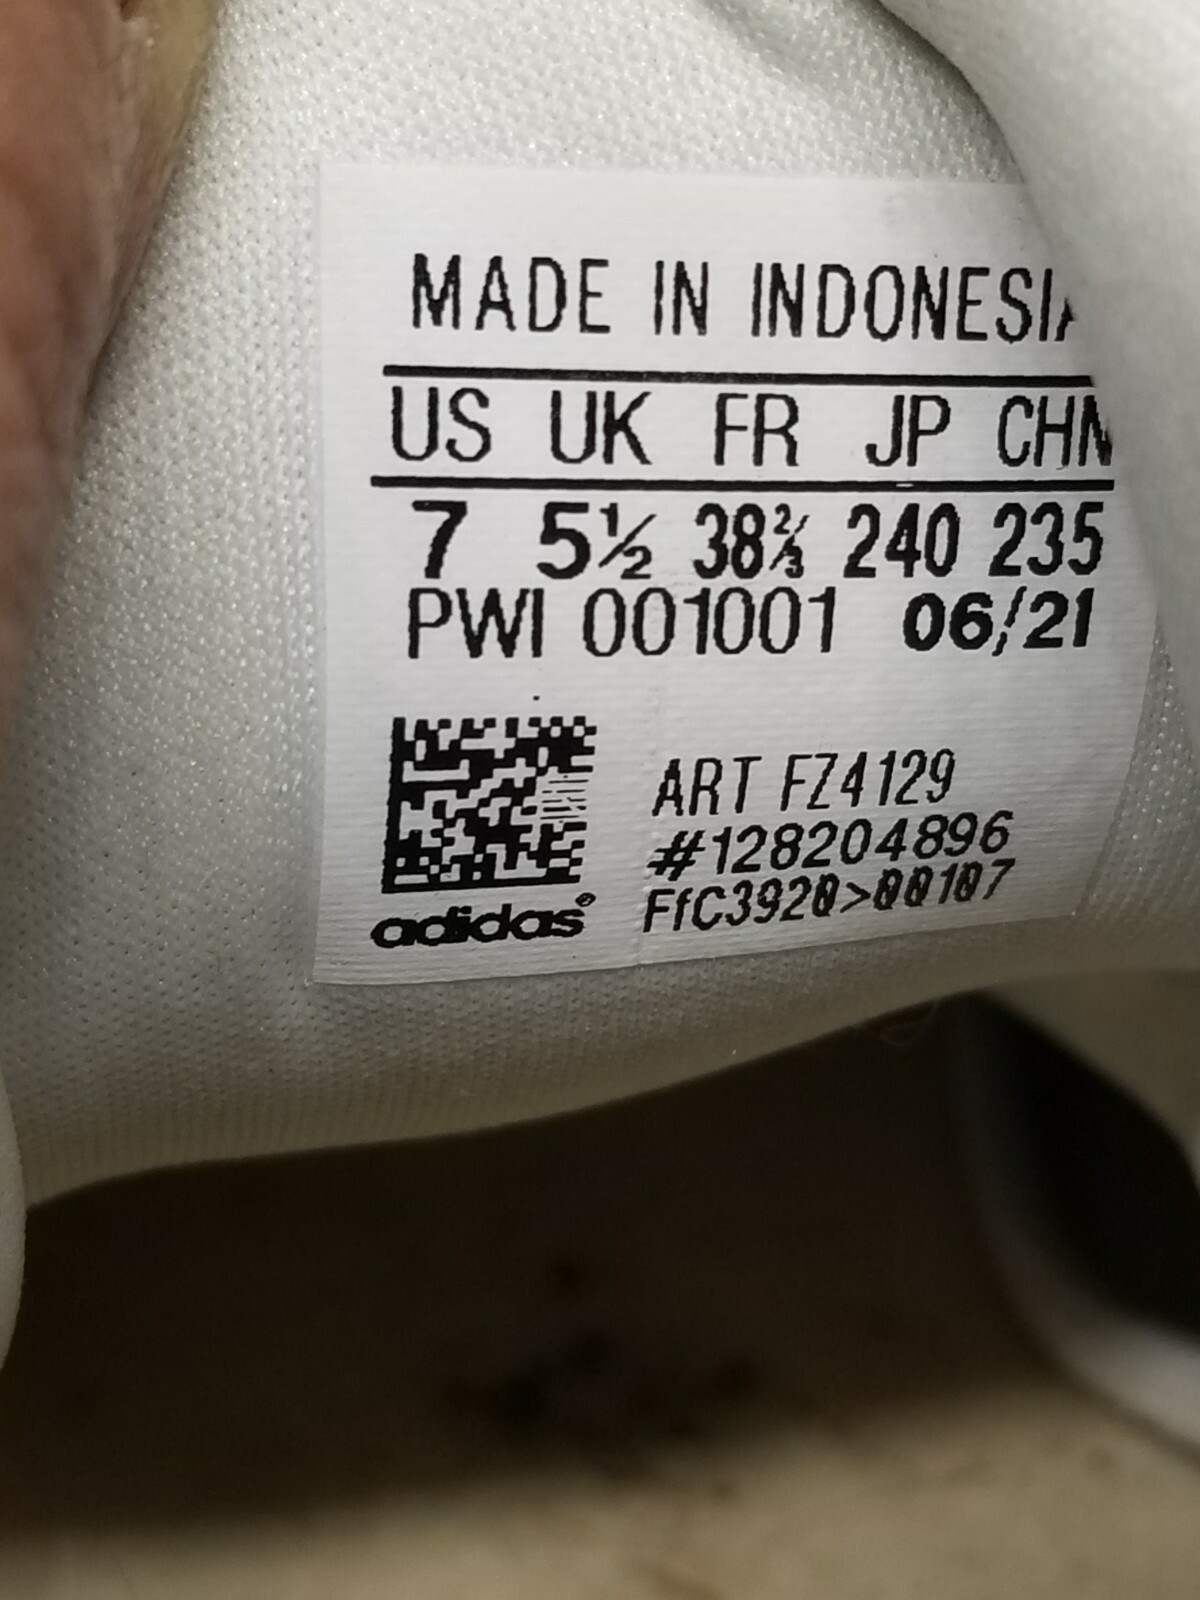 MADE IN INDONESIA
US UK FR JP CHN
7 5½ 38⅔ 240 235
PWI 001001 06/21
ART FZ4129
#128204896
FfC3920>00107
adidas®